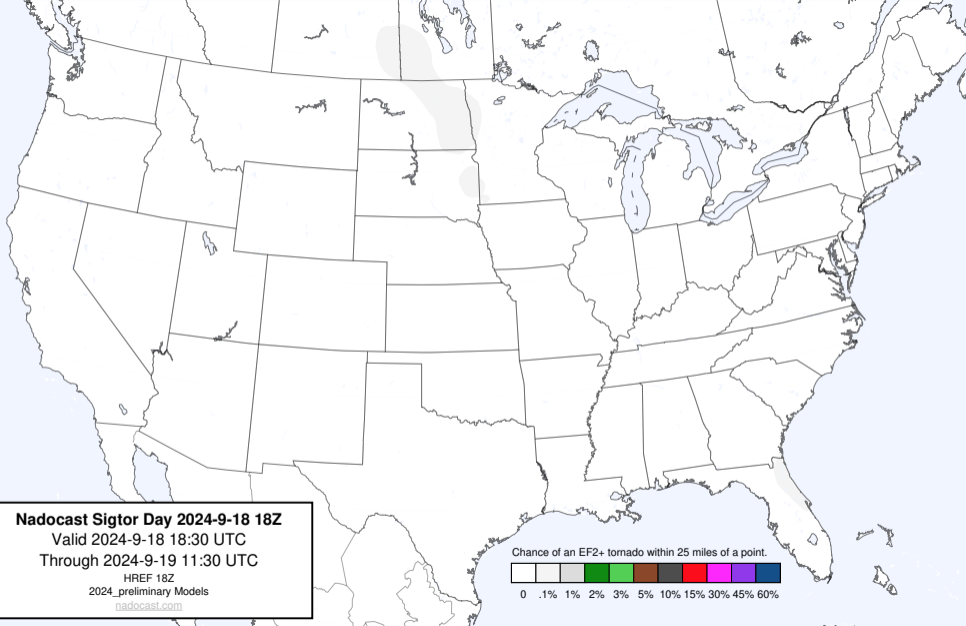 Nadocast Sigtor Day 2024-9-18 18Z
Valid 2024-9-18 18:30 UTC
Through 2024-9-19 11:30 UTC
HREF 18Z
2024_preliminary Models
nadocast.com
Chance of an EF2+ tornado within 25 miles of a point.
0 .1% 1% 2% 3% 5% 10% 15% 30% 45% 60%